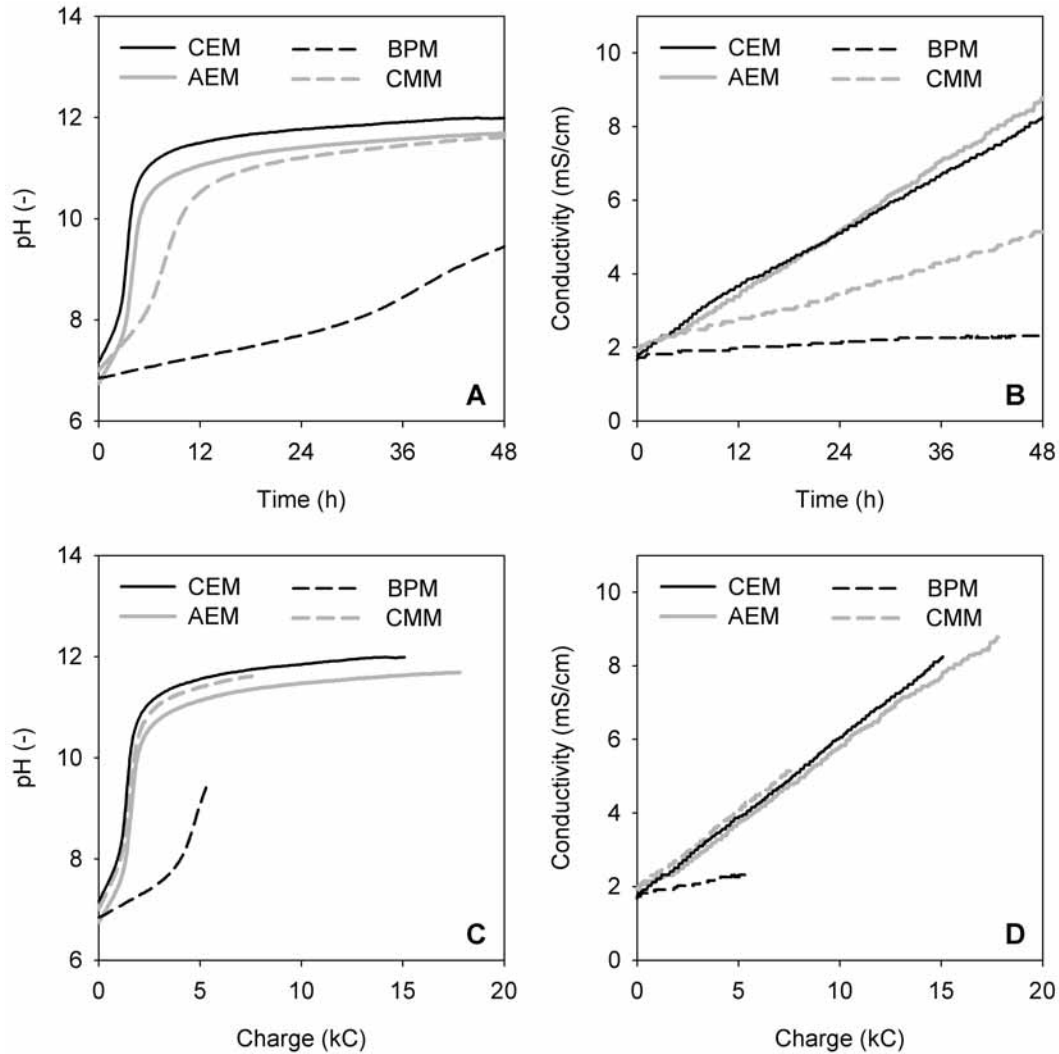 14
12
10
8
6
pH (-)
CEM
AEM
BPM
CMM
A
0 12 24 36 48
Time (h)
10
8
6
4
2
0
Conductivity (mS/cm)
CEM
AEM
BPM
CMM
B
0 12 24 36 48
Time (h)
14
12
10
8
6
pH (-)
CEM
AEM
BPM
CMM
C
0 5 10 15 20
Charge (kC)
10
8
6
4
2
0
Conductivity (mS/cm)
CEM
AEM
BPM
CMM
D
0 5 10 15 20
Charge (kC)